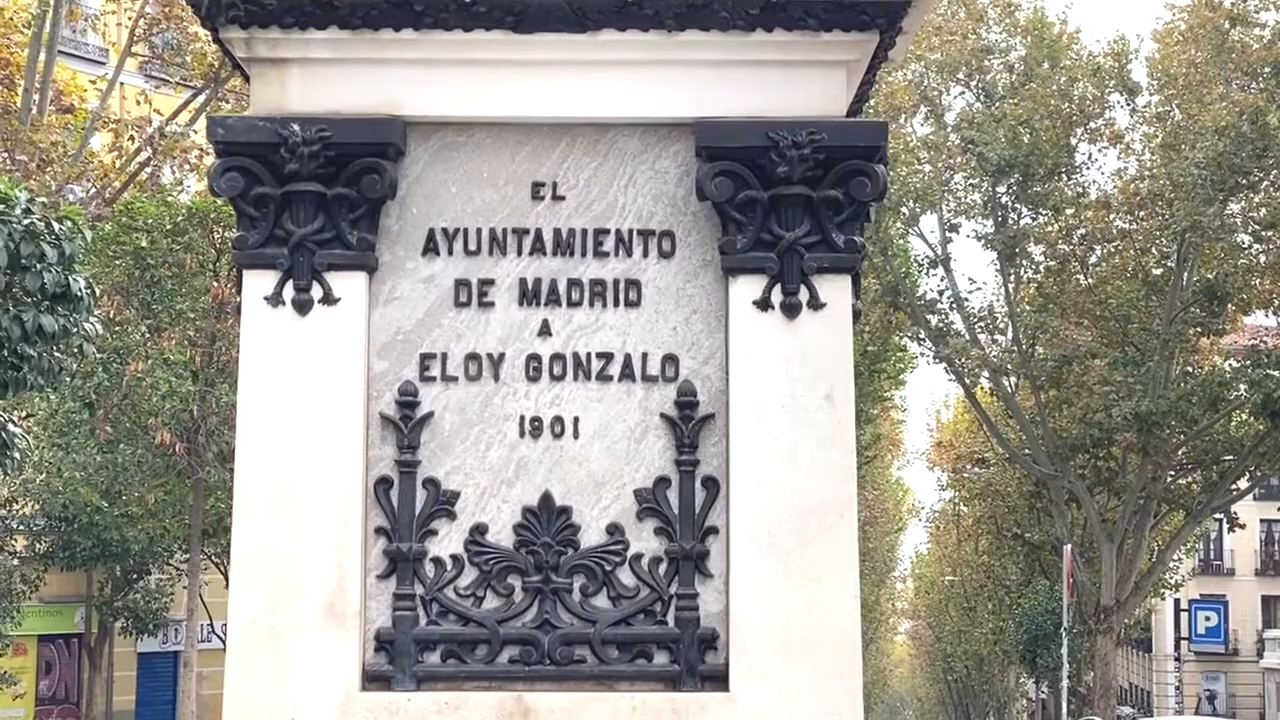 EL
AYUNTAMIENTO
DE MADRID
A
ELOY GONZALO
1901
P